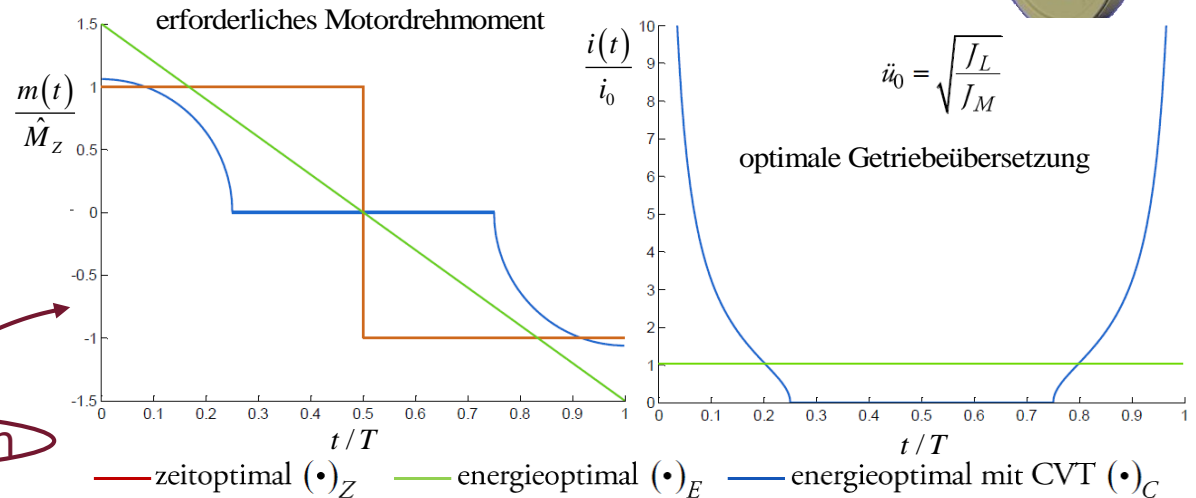 erforderliches Motordrehmoment
m(t)/M̂_Z
1.5
1
0.5
0
-
-0.5
-1
-1.5
0 0.1 0.2 0.3 0.4 0.5 0.6 0.7 0.8 0.9 1
t / T
i(t)/i_0
ü_0 = √(J_L/J_M)
optimale Getriebeübersetzung
10
9
8
7
6
5
4
3
2
1
0
0 0.1 0.2 0.3 0.4 0.5 0.6 0.7 0.8 0.9 1
t / T
n
zeitoptimal (•)_Z energieoptimal (•)_E energieoptimal mit CVT (•)_C